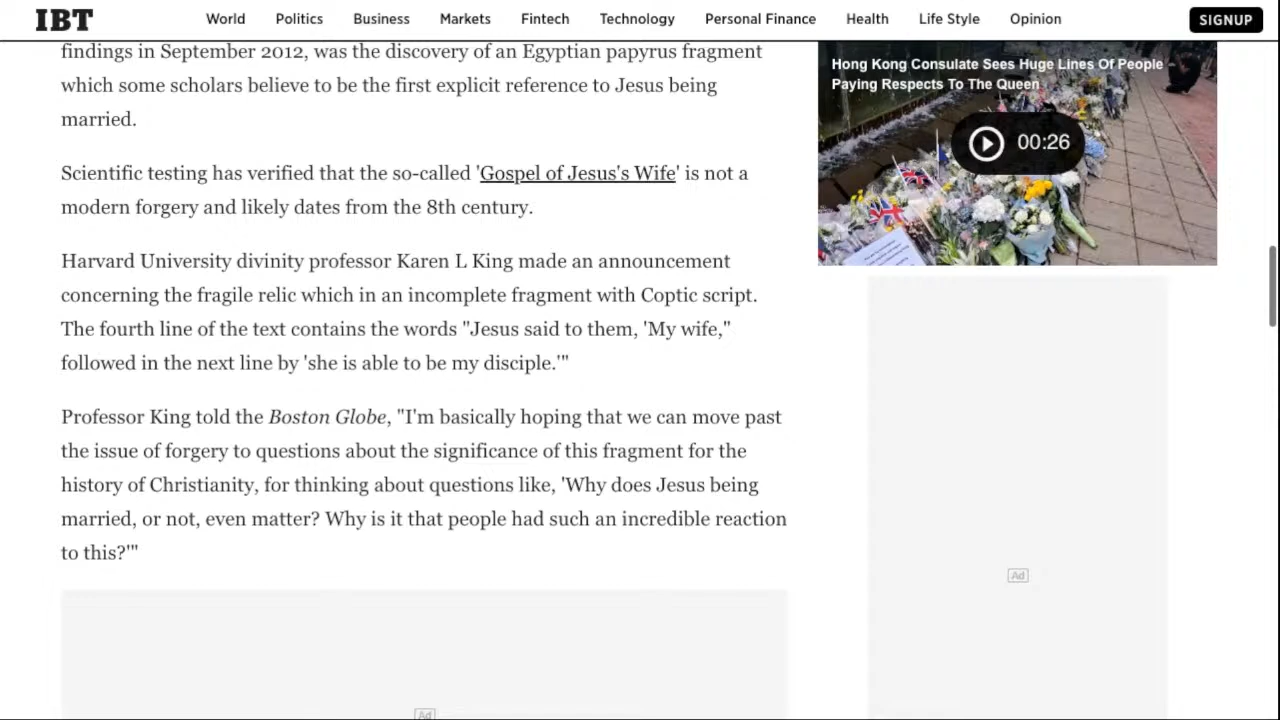 IBT
World Politics Business Markets Fintech Technology Personal Finance Health Life Style Opinion SIGNUP
findings in September 2012, was the discovery of an Egyptian papyrus fragment
which some scholars believe to be the first explicit reference to Jesus being
married.
Scientific testing has verified that the so-called 'Gospel of Jesus's Wife' is not a
modern forgery and likely dates from the 8th century.
Harvard University divinity professor Karen L King made an announcement
concerning the fragile relic which in an incomplete fragment with Coptic script.
The fourth line of the text contains the words "Jesus said to them, 'My wife,"
followed in the next line by 'she is able to be my disciple.'"
Professor King told the Boston Globe, "I'm basically hoping that we can move past
the issue of forgery to questions about the significance of this fragment for the
history of Christianity, for thinking about questions like, 'Why does Jesus being
married, or not, even matter? Why is it that people had such an incredible reaction
to this?'"
Ad
Hong Kong Consulate Sees Huge Lines Of People
Paying Respects To The Queen
00:26
Ad